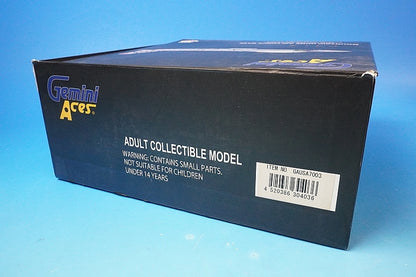 Gemini
Aces
ADULT COLLECTIBLE MODEL
WARNING: CONTAINS SMALL PARTS.
NOT SUITABLE FOR CHILDREN
UNDER 14 YEARS
ITEM NO GAUSA7003
4 520386 304036